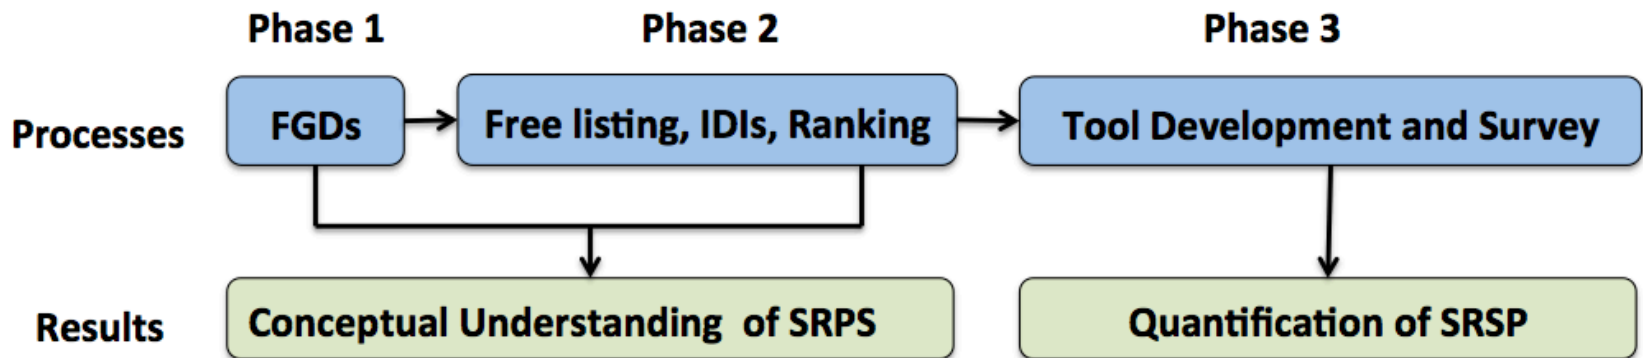 Phase 1 Phase 2 Phase 3
Processes FGDs Free listing, IDIs, Ranking Tool Development and Survey
Results Conceptual Understanding of SRPS Quantification of SRSP